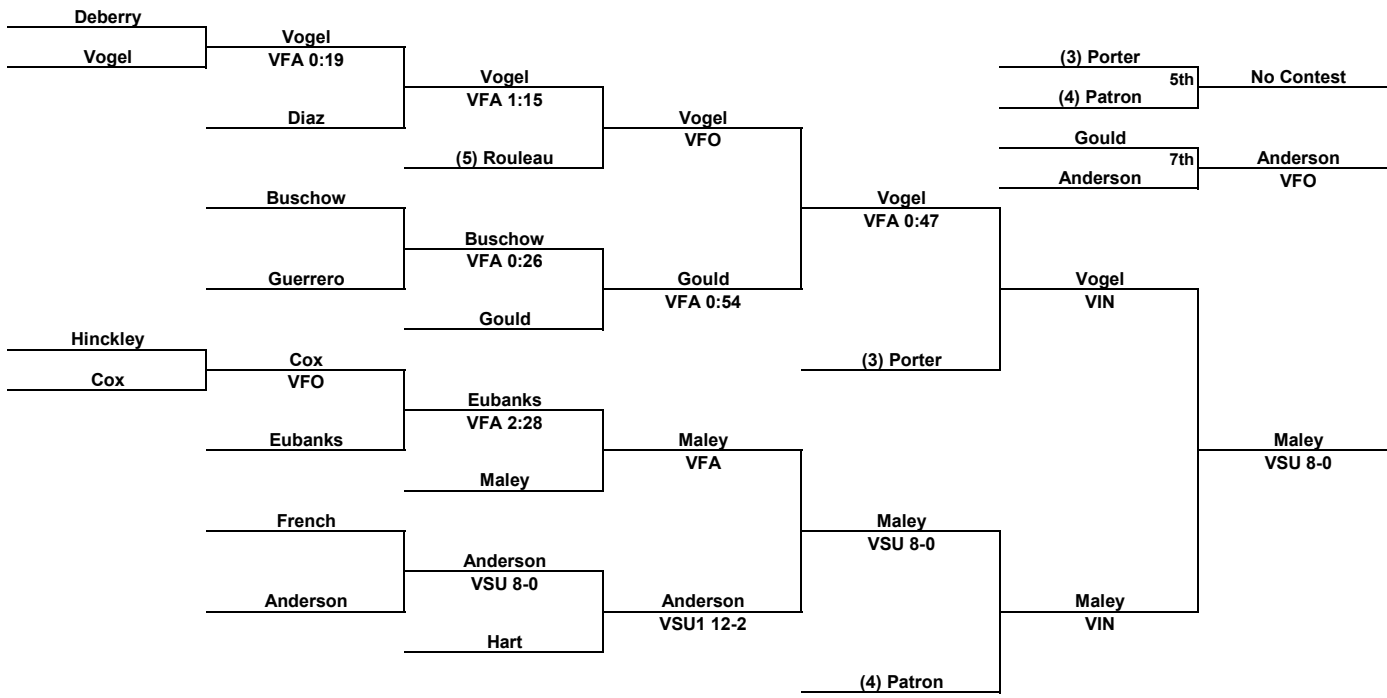 Deberry
Vogel
Vogel
VFA 0:19
Vogel
(3) Porter
5th
No Contest
VFA 1:15
(4) Patron
Diaz
Vogel
VFO
Gould
(5) Rouleau
7th
Anderson
Anderson
VFO
Buschow
Vogel
VFA 0:47
Buschow
VFA 0:26
Guerrero
Gould
VFA 0:54
Vogel
VIN
Gould
Hinckley
Cox
VFO
(3) Porter
Cox
Eubanks
VFA 2:28
Eubanks
Maley
VFA
Maley
VSU 8-0
Maley
French
Maley
VSU 8-0
Anderson
VSU 8-0
Anderson
Anderson
VSU1 12-2
Maley
VIN
Hart
(4) Patron